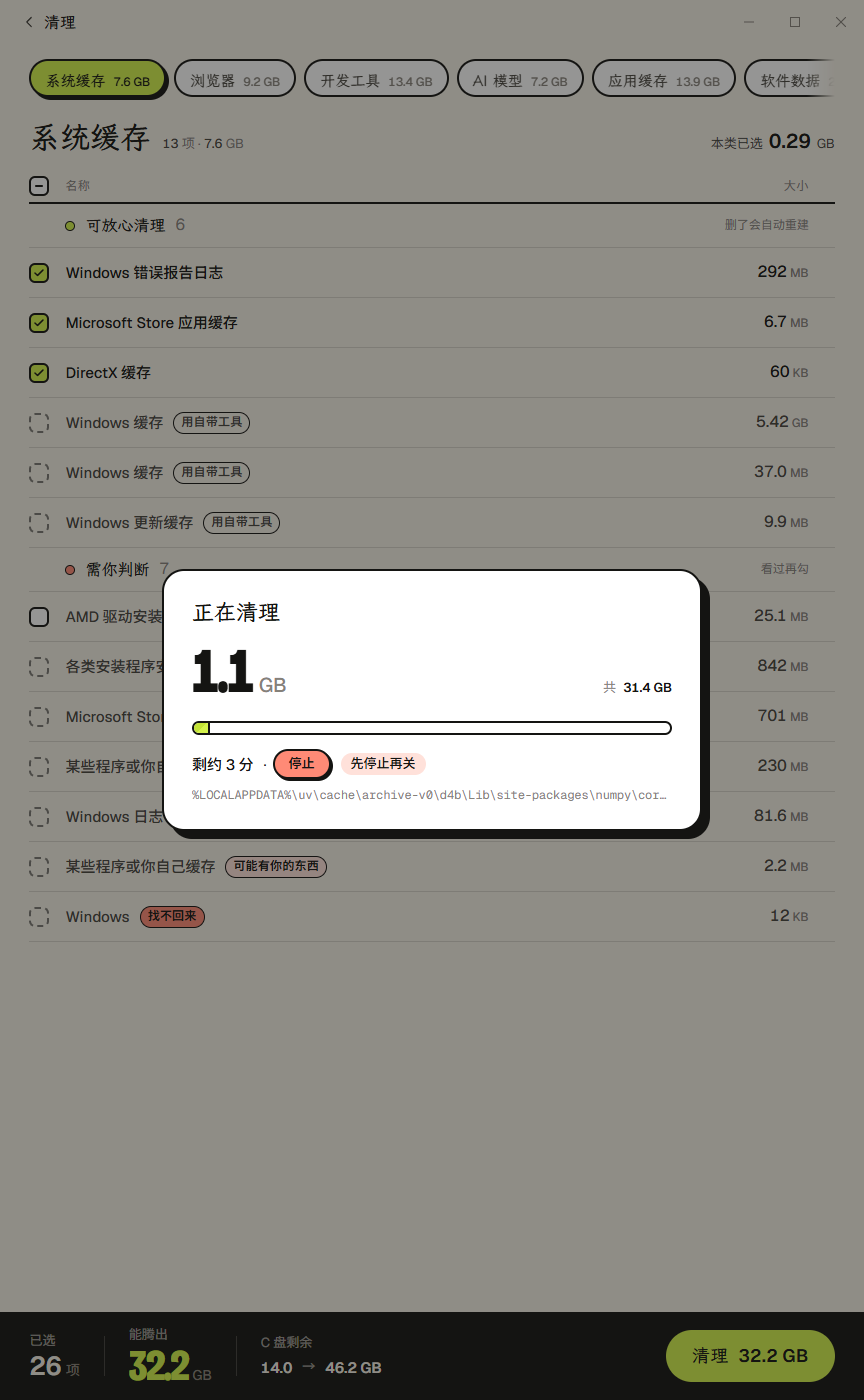 清理
系统缓存 7.6 GB 浏览器 9.2 GB 开发工具 13.4 GB AI 模型 7.2 GB 应用缓存 13.9 GB 软件数据
系统缓存 13 项 · 7.6 GB 本类已选 0.29 GB
名称 大小
可放心清理 6 删了会自动重建
Windows 错误报告日志 292 MB
Microsoft Store 应用缓存 6.7 MB
DirectX 缓存 60 KB
Windows 缓存 用自带工具 5.42 GB
Windows 缓存 用自带工具 37.0 MB
Windows 更新缓存 用自带工具 9.9 MB
需你判断 7 看过再勾
AMD 驱动安装 25.1 MB
各类安装程序 842 MB
Microsoft Sto 701 MB
某些程序或你自 230 MB
Windows 日志 81.6 MB
某些程序或你自己缓存 可能有你的东西 2.2 MB
Windows 找不回来 12 KB
正在清理
1.1 GB 共 31.4 GB
剩约 3 分 · 停止 先停止再关
%LOCALAPPDATA%\uv\cache\archive-v0\d4b\Lib\site-packages\numpy\cor…
已选 能腾出 C 盘剩余
26 项 32.2 GB 14.0 → 46.2 GB
清理 32.2 GB